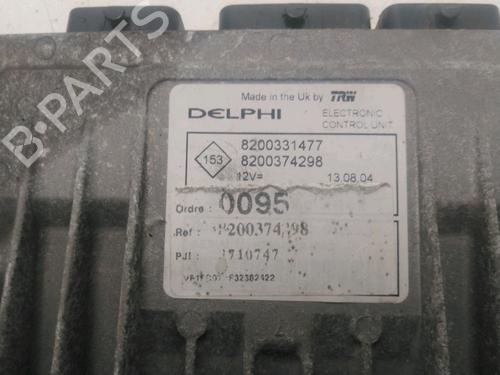 B-PARTS
Made in the Uk by TRW
DELPHI
ELECTRONIC
CONTROL UNIT
153
8200331477
8200374298
12V=
13.08.04
Ordre : 0095
Ref :
PJI : 3710747